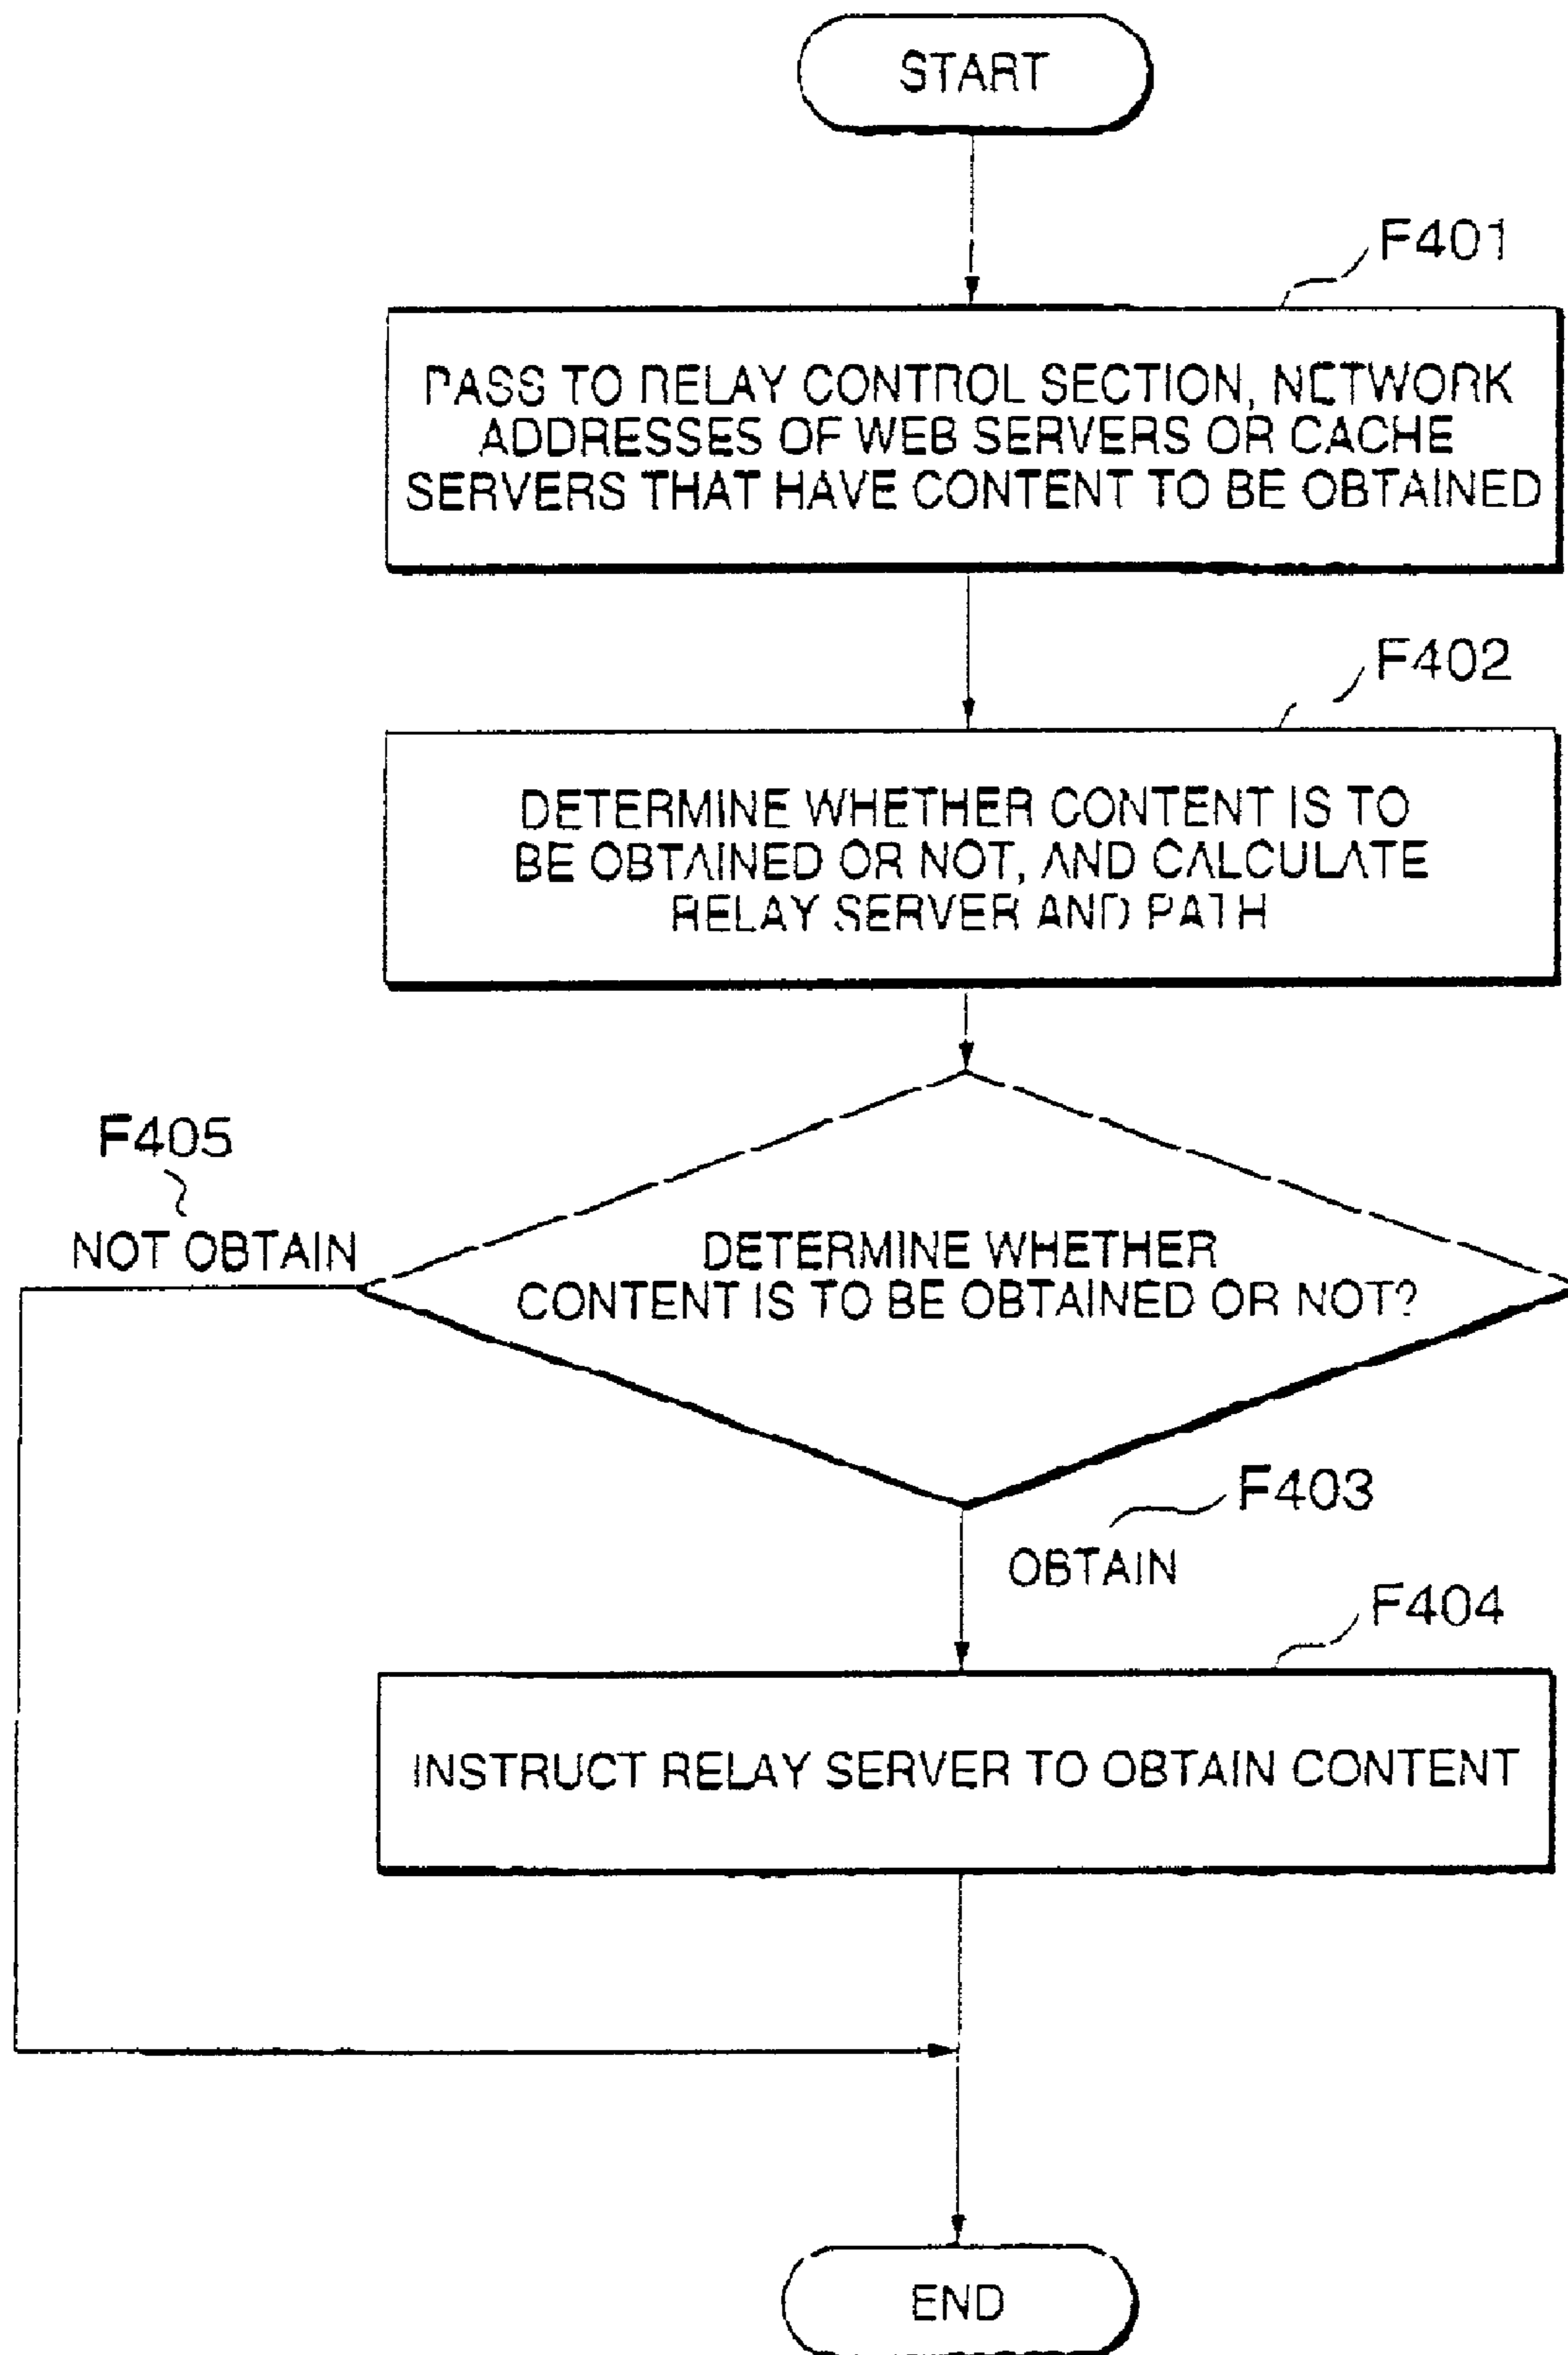 START
F401
PASS TO RELAY CONTROL SECTION, NETWORK
ADDRESSES OF WEB SERVERS OR CACHE
SERVERS THAT HAVE CONTENT TO BE OBTAINED
F402
DETERMINE WHETHER CONTENT IS TO
BE OBTAINED OR NOT, AND CALCULATE
RELAY SERVER AND PATH
F405
NOT OBTAIN
DETERMINE WHETHER
CONTENT IS TO BE OBTAINED OR NOT?
F403
OBTAIN
F404
INSTRUCT RELAY SERVER TO OBTAIN CONTENT
END